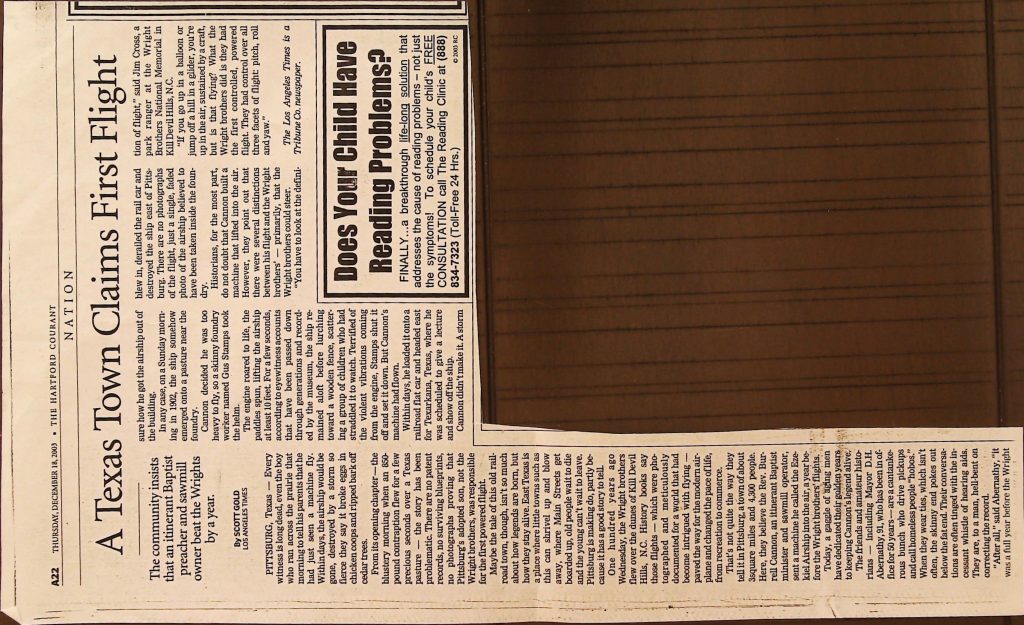 A22 THURSDAY, DECEMBER 18, 2003 • THE HARTFORD COURANT
NATION
A Texas Town Claims First Flight
The community insists
that an itinerant Baptist
preacher and sawmill
owner beat the Wrights
by a year.
By SCOTT GOLD
LOS ANGELES TIMES
PITTSBURG, Texas — Every
witness is long dead, even the boy
who ran across the prairie that
morning to tell his parents that he
had just seen a machine fly.
Within days, the airship would be
gone, destroyed by a storm so
fierce they say it broke eggs in
chicken coops and ripped bark off
cedar trees.
From its opening chapter — the
blustery morning when an 850-
pound contraption flew for a few
precious seconds over a Texas
pasture — the story has been
problematic. There are no patent
records, no surviving blueprints,
no physical proof that the Rev.
Pittsburg's adopted son, not the
Wright brothers, was responsible
for the first powered flight.
Maybe the tale of this old rail-
road town, though, isn't so much
about how legends are born, but
how they stay alive. East Texas is
a place where little towns such as
this can dry up and blow
away, where Main Streets get
boarded up, old people wait to die
and the young can't wait to leave.
Pittsburg is making do, partly be-
cause it has a good story to tell.
One hundred years ago
Wednesday, the Wright brothers
flew over the dunes of Kill Devil
Hills, N.C. Historians say
those flights — which were pho-
tographed and meticulously
documented for a world that had
become infatuated with flying —
paved the way for the modern air-
plane and changed the pace of life,
from recreation to commerce.
That's not quite the way they
tell it in Pittsburg, a town of about
3 square miles and 4,500 people.
Here, they believe the Rev. Bur-
rell Cannon, an itinerant Baptist
minister and sawmill operator,
sent a machine he called the Eze-
kiel Airship into the air, a year be-
fore the Wright brothers' flights.
Today, a gaggle of aging men
have dedicated their golden years
to keeping Cannon's legend alive.
The friends and amateur histo-
rians — including Mayor D.H.
Abernathy, 81, who has been in of-
fice for 50 years — are a cantanke-
rous bunch who drive pickups
and call women "hons."
When they wear ties, which isn't
often, the skinny end pokes out
below the fat end. Their conversa-
tions are often tinged with the in-
cessant whistle of hearing aids.
They are, to a man, hell-bent on
correcting the record.
"After all," said Abernathy, "It
was a full year before the Wright
sure how he got the airship out of
the building.
In any case, on a Sunday morn-
ing in 1902, the ship somehow
emerged onto a pasture near the
foundry.
Cannon decided he was too
heavy to fly, so a skinny foundry
worker named Gus Stamps took
the helm.
The engine roared to life, the
paddles spun, lifting the airship
at least 10 feet. For a few seconds,
according to eyewitness accounts
that have been passed down
through generations and record-
ed by the museum, the ship re-
mained aloft before lurching
toward a wooden fence, scatter-
ing a group of children who had
straddled it to watch. Terrified of
the violent vibrations coming
from the engine, Stamps shut it
off and set it down. But Cannon's
machine had flown.
Within days, he loaded it onto a
railroad flat car and headed east
for Texarkana, Texas, where he
was scheduled to give a lecture
and show off the ship.
Cannon didn't make it. A storm
blew in, derailed the rail car and
destroyed the ship east of Pitts-
burg. There are no photographs
of the flight, just a single, faded
photo of the airship believed to
have been taken inside the foun-
dry.
Historians, for the most part,
do not doubt that Cannon built a
machine that lifted into the air.
However, they point out that
there were several distinctions
between his flight and the Wright
brothers' — primarily, that the
Wright brothers could steer.
"You have to look at the defini-
tion of flight," said Jim Cross, a
park ranger at the Wright
Brothers National Memorial in
Kill Devil Hills, N.C.
"If you go up in a balloon or
jump off a hill in a glider, you're
up in the air, sustained by a craft,
but is that flying? What the
Wright brothers did is they had
the first controlled, powered
flight. They had control over all
three facets of flight: pitch, roll
and yaw."
The Los Angeles Times is a
Tribune Co. newspaper.
Does Your Child Have
Reading Problems?
FINALLY...a breakthrough life-long solution that
addresses the cause of reading problems – not just
the symptoms! To schedule your child's FREE
CONSULTATION call The Reading Clinic at (888)
834-7323 (Toll-Free 24 Hrs.)
© 2003 RC